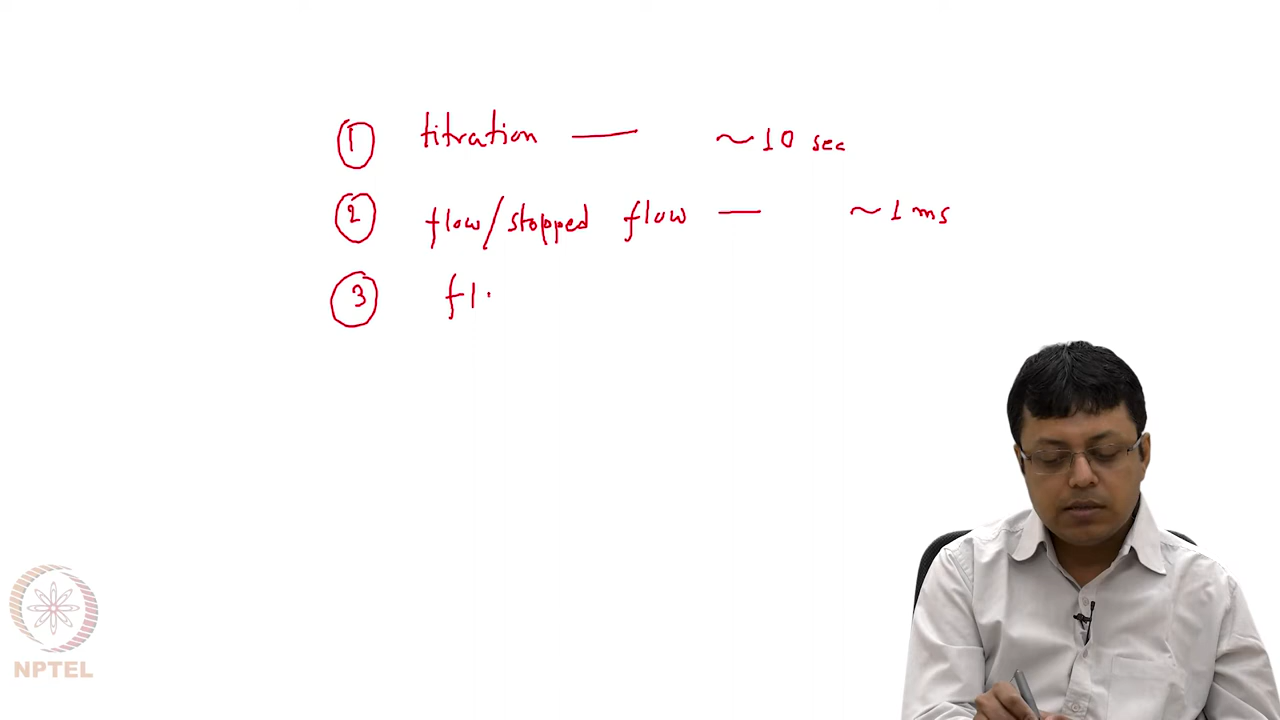 ① titration — ~10 sec
② flow/stopped flow — ~1 ms
③ fl
NPTEL